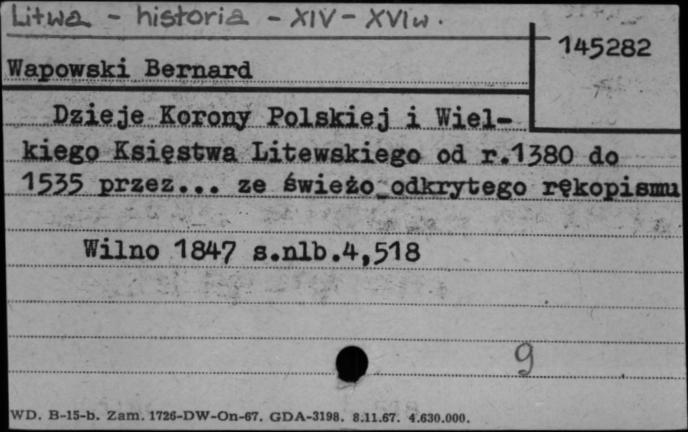 Litwa - historia - XIV - XVI w.
145282
Wapowski Bernard
Dzieje Korony Polskiej i Wiel-
kiego Księstwa Litewskiego od r.1380 do
1535 przez... ze świeżo odkrytego rękopismu
Wilno 1847 s.nlb.4,518
9
WD. B-15-b. Zam. 1726-DW-On-67. GDA-3198. 8.11.67. 4.630.000.